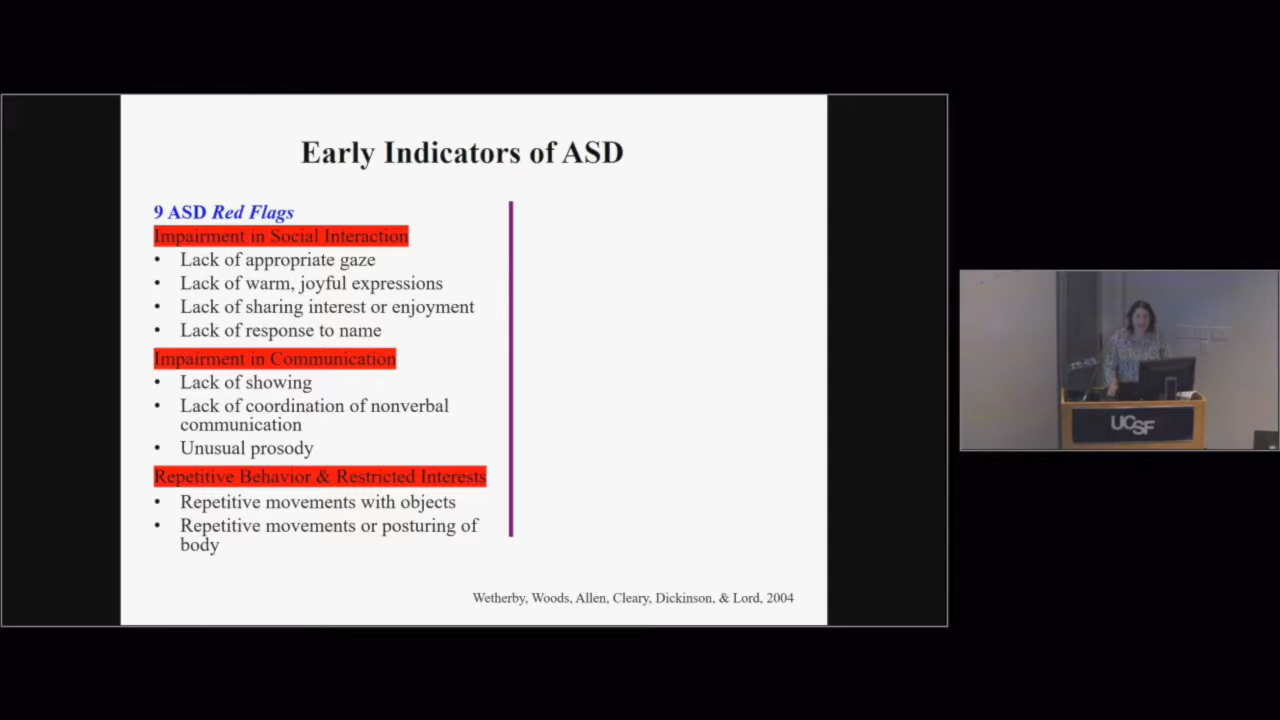 Early Indicators of ASD
9 ASD Red Flags
Impairment in Social Interaction
• Lack of appropriate gaze
• Lack of warm, joyful expressions
• Lack of sharing interest or enjoyment
• Lack of response to name
Impairment in Communication
• Lack of showing
• Lack of coordination of nonverbal
communication
• Unusual prosody
Repetitive Behavior & Restricted Interests
• Repetitive movements with objects
• Repetitive movements or posturing of
body
Wetherby, Woods, Allen, Cleary, Dickinson, & Lord, 2004
UCSF